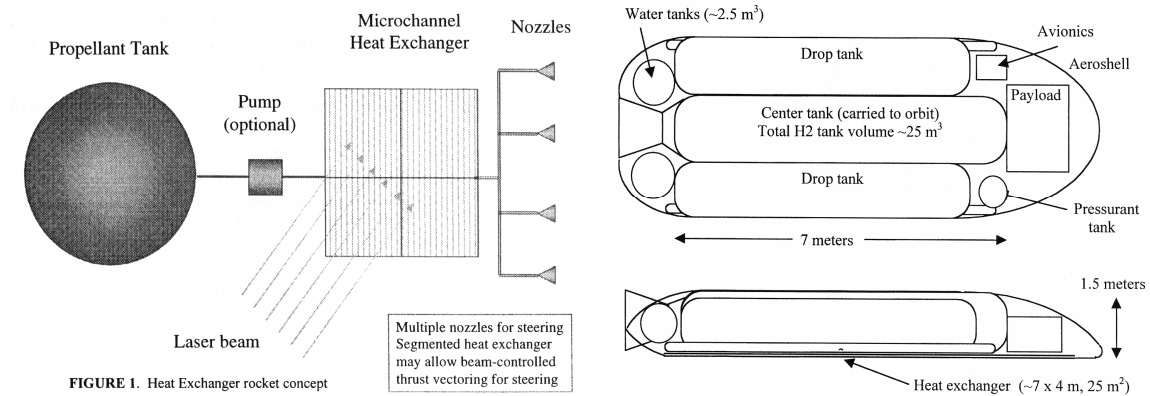 Propellant Tank
Pump
(optional)
Microchannel
Heat Exchanger
Nozzles
Laser beam
Multiple nozzles for steering
Segmented heat exchanger
may allow beam-controlled
thrust vectoring for steering
FIGURE 1. Heat Exchanger rocket concept
Water tanks (~2.5 m³)
Drop tank
Avionics
Aeroshell
Payload
Center tank (carried to orbit)
Total H2 tank volume ~25 m³
Drop tank
Pressurant
tank
7 meters
1.5 meters
Heat exchanger (~7 x 4 m, 25 m²)